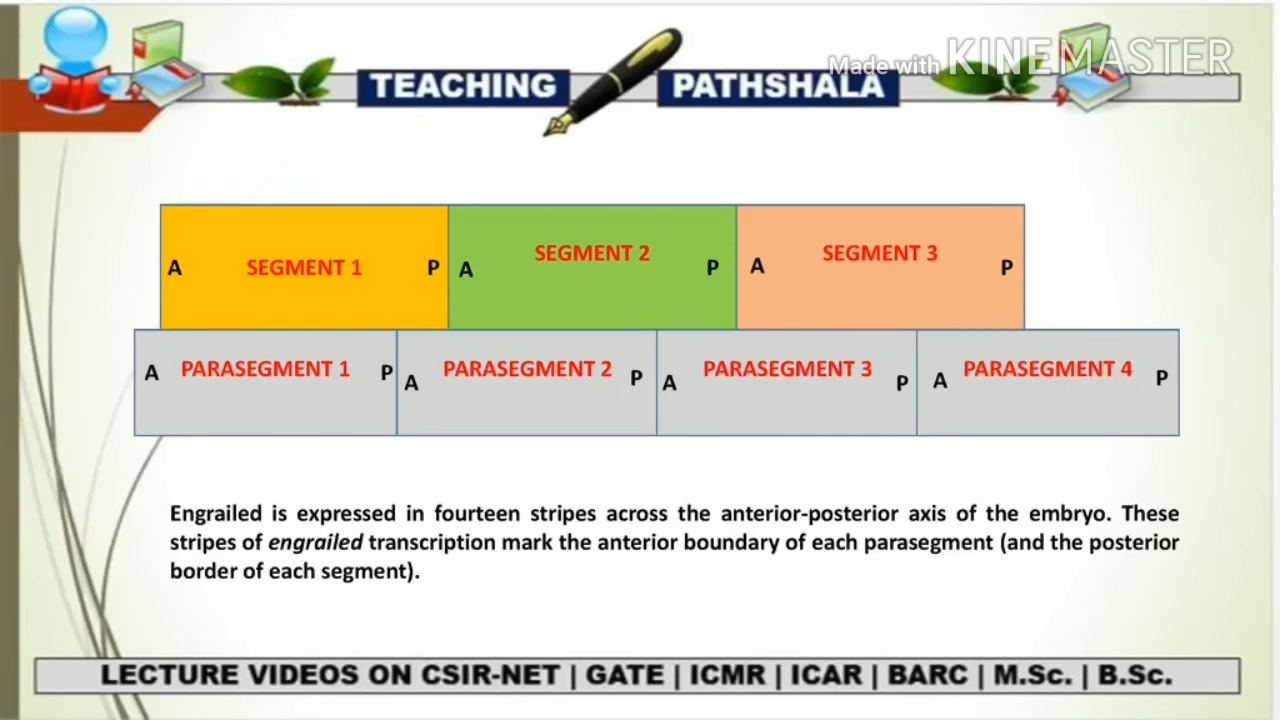 Made with KINEMASTER
TEACHING PATHSHALA
A SEGMENT 1 P A SEGMENT 2 P A SEGMENT 3 P
A PARASEGMENT 1 P A PARASEGMENT 2 P A PARASEGMENT 3 P A PARASEGMENT 4 P
Engrailed is expressed in fourteen stripes across the anterior-posterior axis of the embryo. These
stripes of engrailed transcription mark the anterior boundary of each parasegment (and the posterior
border of each segment).
LECTURE VIDEOS ON CSIR-NET | GATE | ICMR | ICAR | BARC | M.Sc. | B.Sc.